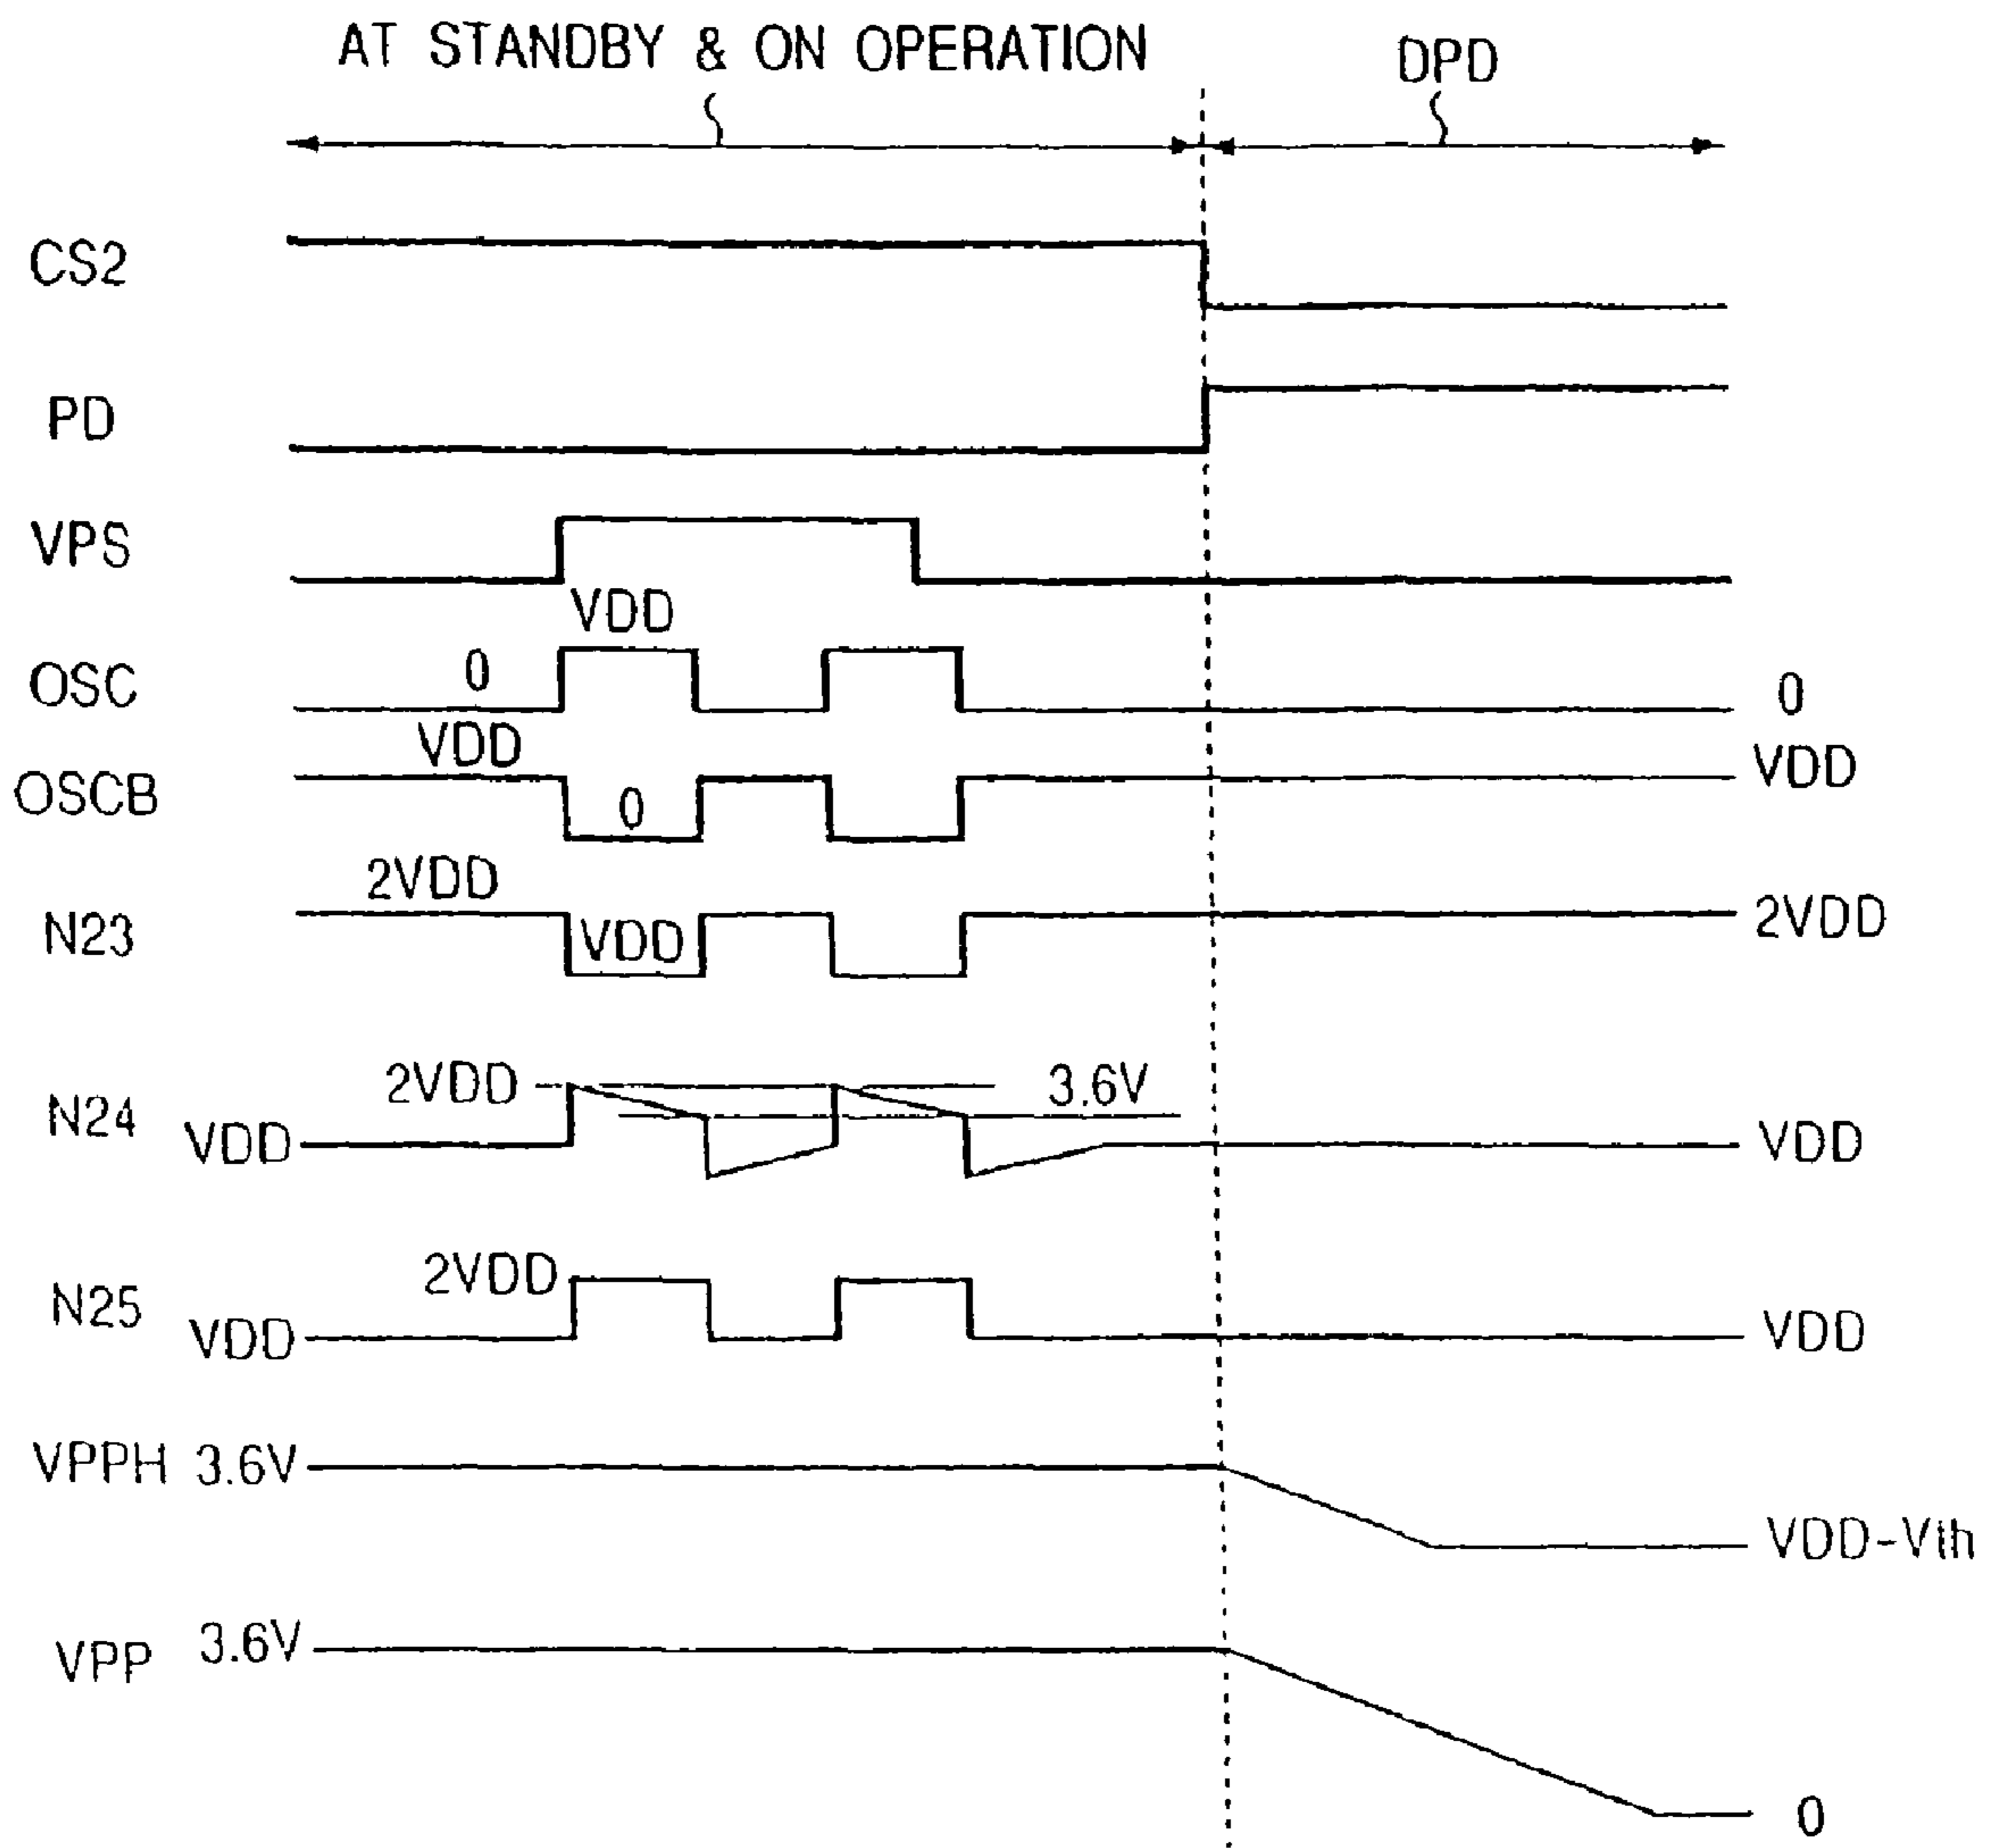 AT STANDBY & ON OPERATION
DPD
CS2
PD
VPS
VDD
OSC 0 0
VDD VDD
OSCB 0
2VDD
N23 VDD 2VDD
2VDD 3.6V
N24 VDD VDD
2VDD
N25 VDD VDD
VPPH 3.6V
VDD-Vth
VPP 3.6V
0